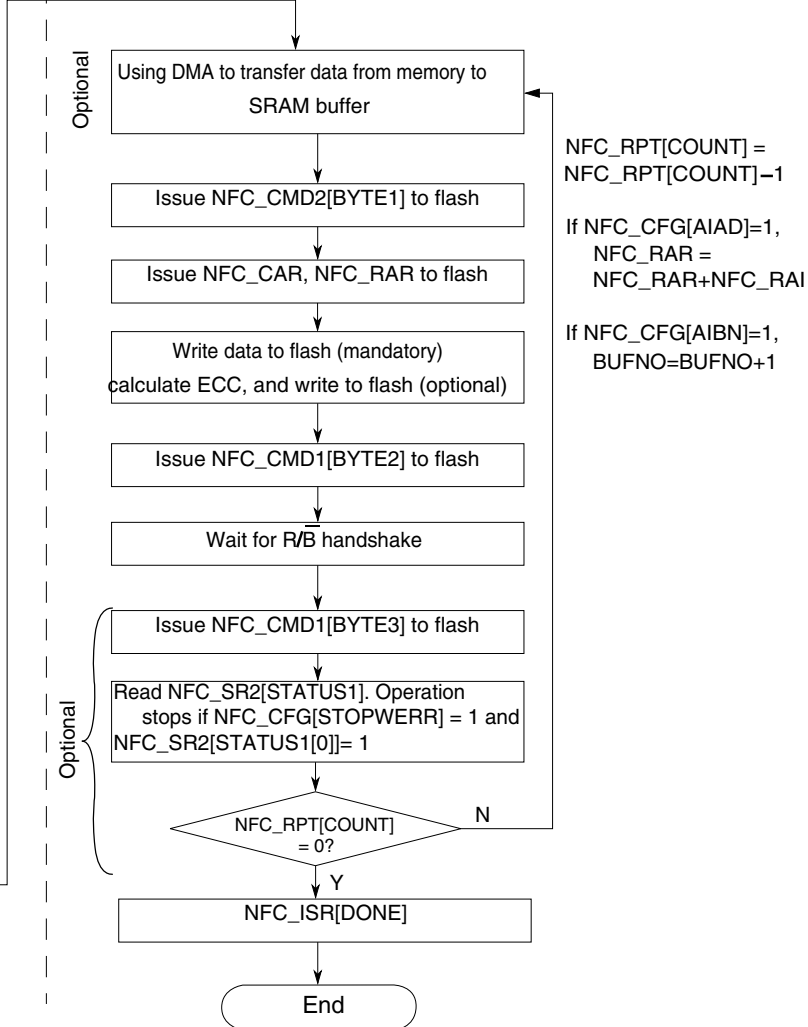 Optional
Using DMA to transfer data from memory to
SRAM buffer
NFC_RPT[COUNT] =
NFC_RPT[COUNT]–1
If NFC_CFG[AIAD]=1,
NFC_RAR =
NFC_RAR+NFC_RAI
If NFC_CFG[AIBN]=1,
BUFNO=BUFNO+1
Issue NFC_CMD2[BYTE1] to flash
Issue NFC_CAR, NFC_RAR to flash
Write data to flash (mandatory)
calculate ECC, and write to flash (optional)
Issue NFC_CMD1[BYTE2] to flash
Wait for R/B̅ handshake
Optional
Issue NFC_CMD1[BYTE3] to flash
Read NFC_SR2[STATUS1]. Operation
stops if NFC_CFG[STOPWERR] = 1 and
NFC_SR2[STATUS1[0]]= 1
NFC_RPT[COUNT]
= 0?
N
Y
NFC_ISR[DONE]
End